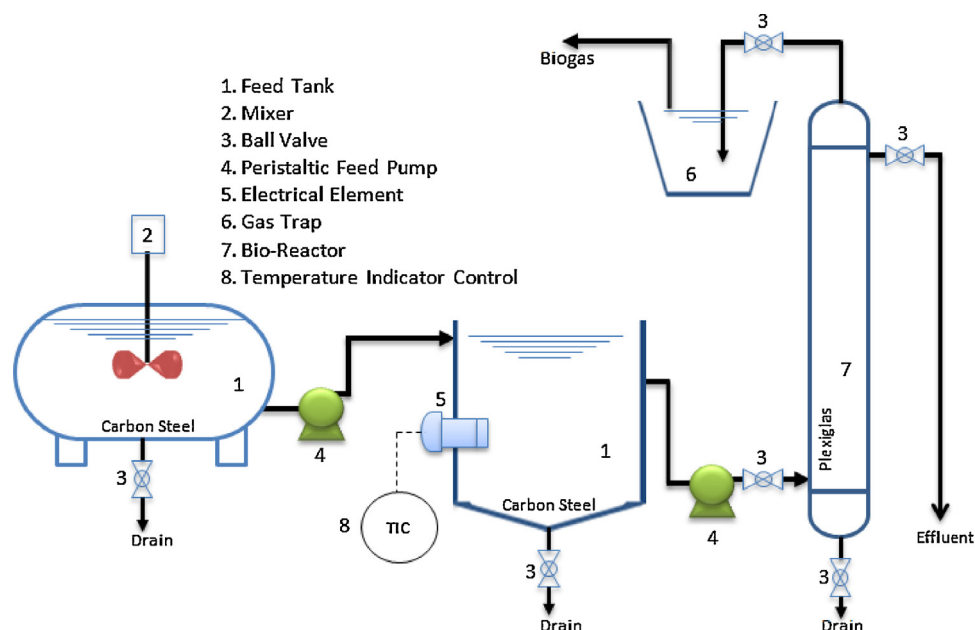 3
Biogas
1. Feed Tank
2. Mixer
3. Ball Valve
4. Peristaltic Feed Pump
5. Electrical Element
6. Gas Trap
7. Bio-Reactor
8. Temperature Indicator Control
3
6
2
7
1
5
Carbon Steel
4
Plexiglas
3
1
3
Carbon Steel
8
TIC
4
Drain
Effluent
3
3
Drain
Drain